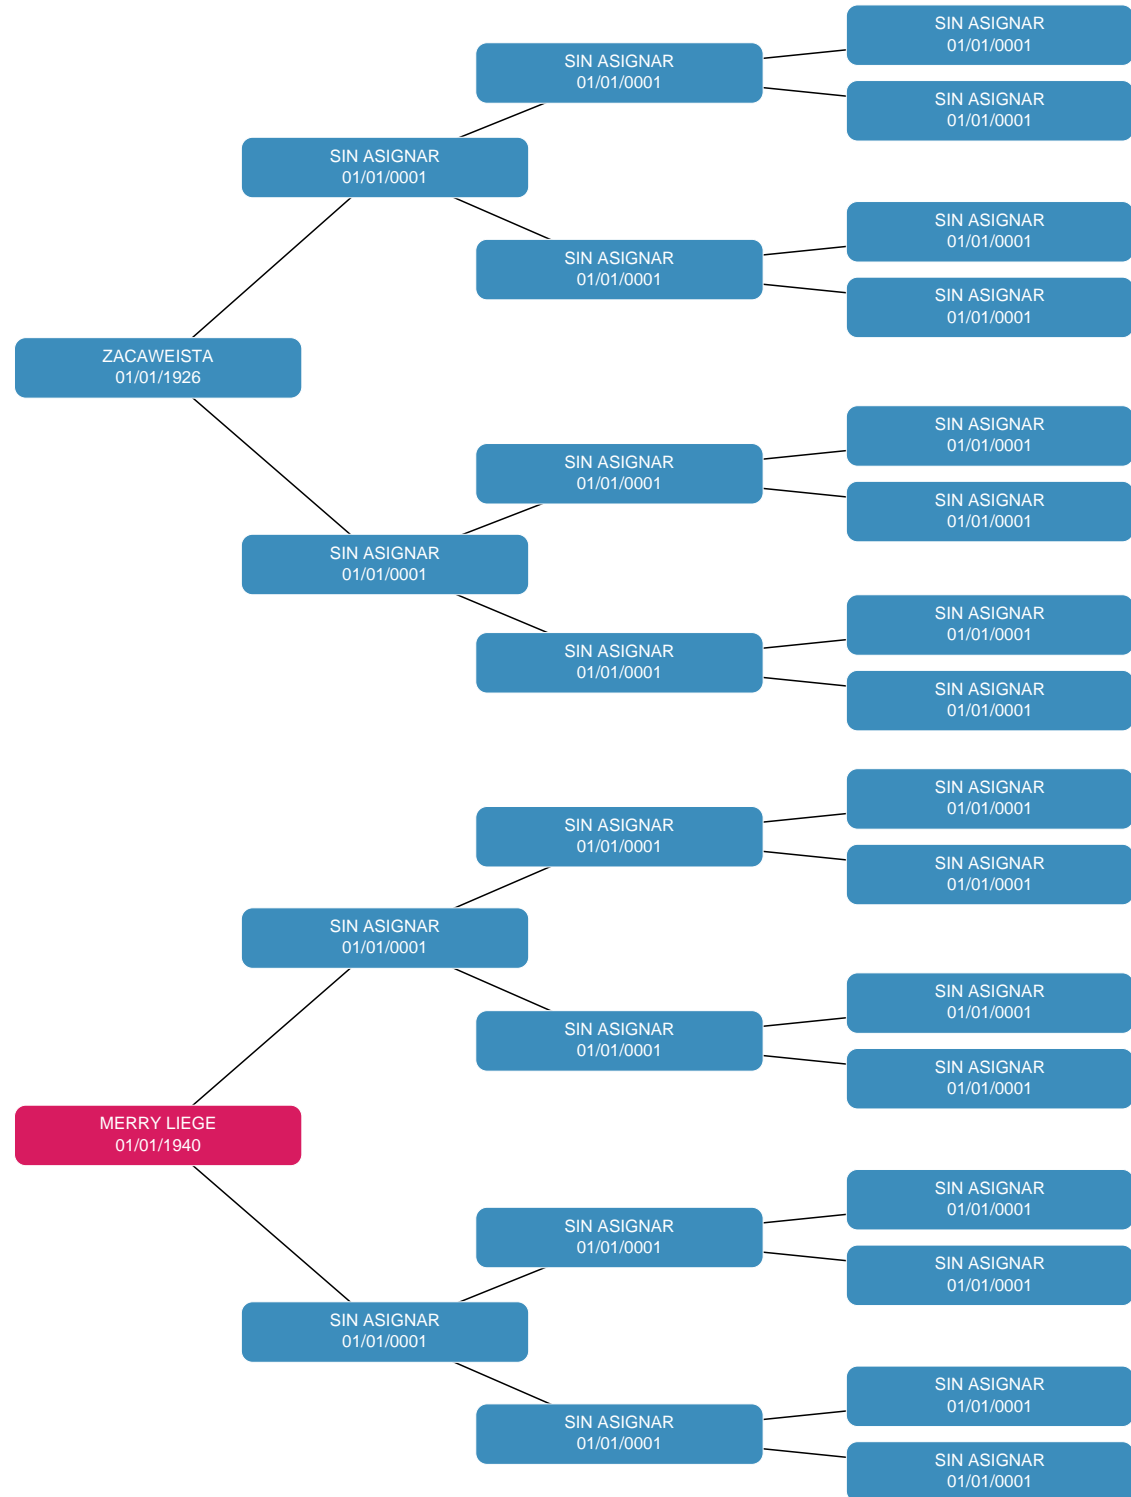 SIN ASIGNAR
01/01/0001
SIN ASIGNAR
01/01/0001
SIN ASIGNAR
01/01/0001
SIN ASIGNAR
01/01/0001
SIN ASIGNAR
01/01/0001
SIN ASIGNAR
01/01/0001
SIN ASIGNAR
01/01/0001
ZACAWEISTA
01/01/1926
SIN ASIGNAR
01/01/0001
SIN ASIGNAR
01/01/0001
SIN ASIGNAR
01/01/0001
SIN ASIGNAR
01/01/0001
SIN ASIGNAR
01/01/0001
SIN ASIGNAR
01/01/0001
SIN ASIGNAR
01/01/0001
SIN ASIGNAR
01/01/0001
SIN ASIGNAR
01/01/0001
SIN ASIGNAR
01/01/0001
SIN ASIGNAR
01/01/0001
SIN ASIGNAR
01/01/0001
SIN ASIGNAR
01/01/0001
SIN ASIGNAR
01/01/0001
MERRY LIEGE
01/01/1940
SIN ASIGNAR
01/01/0001
SIN ASIGNAR
01/01/0001
SIN ASIGNAR
01/01/0001
SIN ASIGNAR
01/01/0001
SIN ASIGNAR
01/01/0001
SIN ASIGNAR
01/01/0001
SIN ASIGNAR
01/01/0001